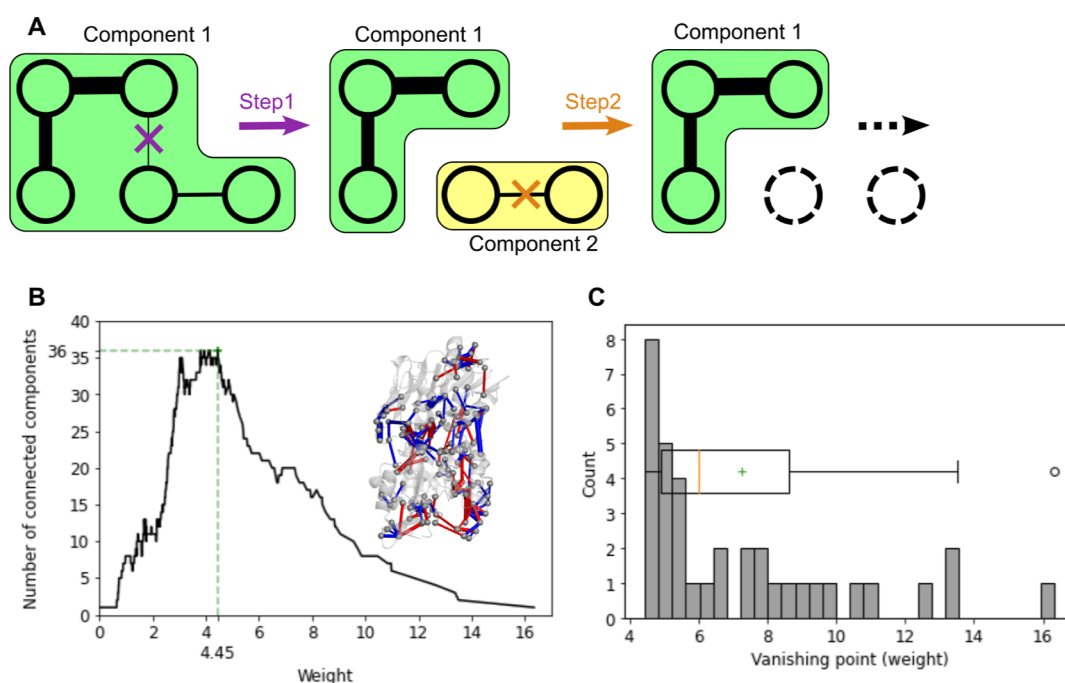 A
Component 1
Component 1
Component 1
Step1
Step2
Component 2
B
40
36
35
30
25
20
15
10
5
0
Number of connected components
0 2 4 6 8 10 12 14 16
4.45
Weight
C
8
7
6
5
4
3
2
1
0
Count
4 6 8 10 12 14 16
Vanishing point (weight)